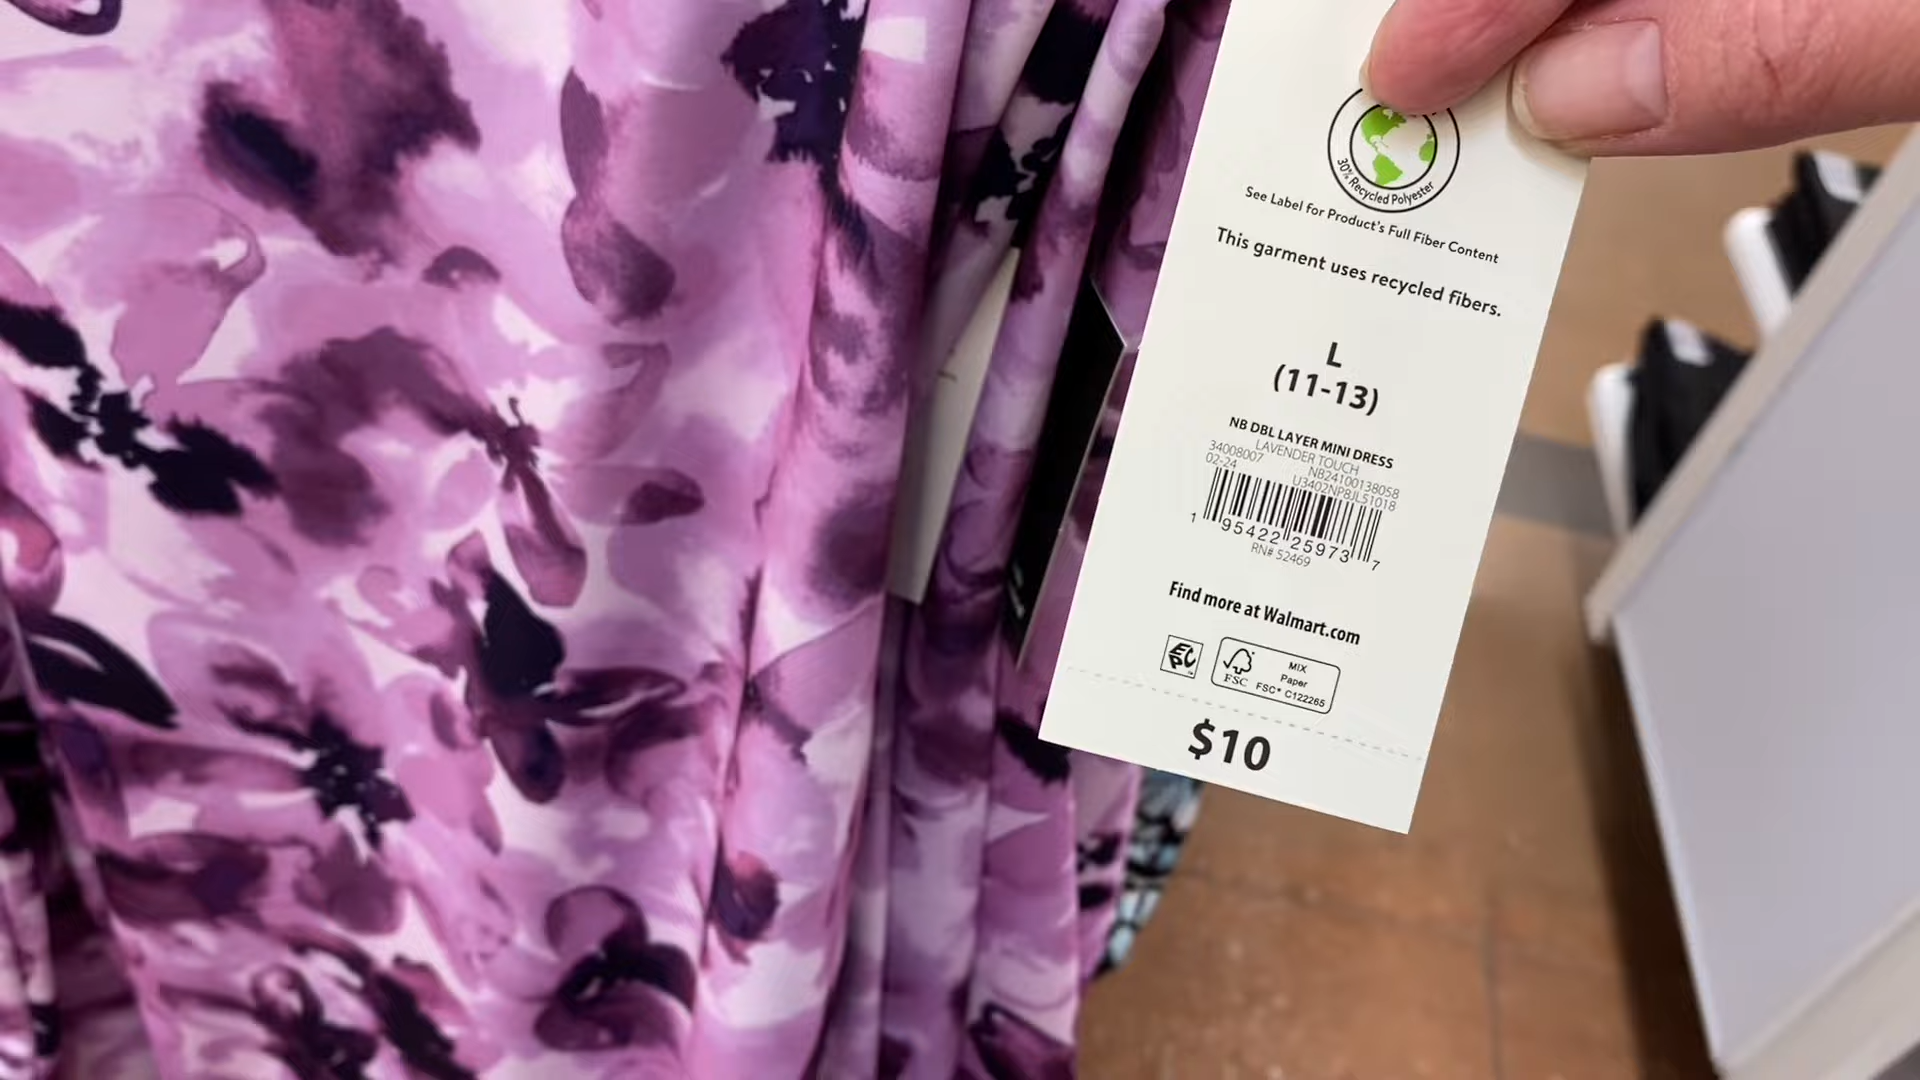 30% Recycled Polyester
See Label for Product's Full Fiber Content
This garment uses recycled fibers.
L
(11-13)
NB DBL LAYER MINI DRESS
LAVENDER TOUCH
34008007 NB24100138058
02-24 U3402NP8JLS1018
1 95422 25973 7
RN# 52469
Find more at Walmart.com
EPC
FSC
MIX
Paper
FSC® C122265
$10